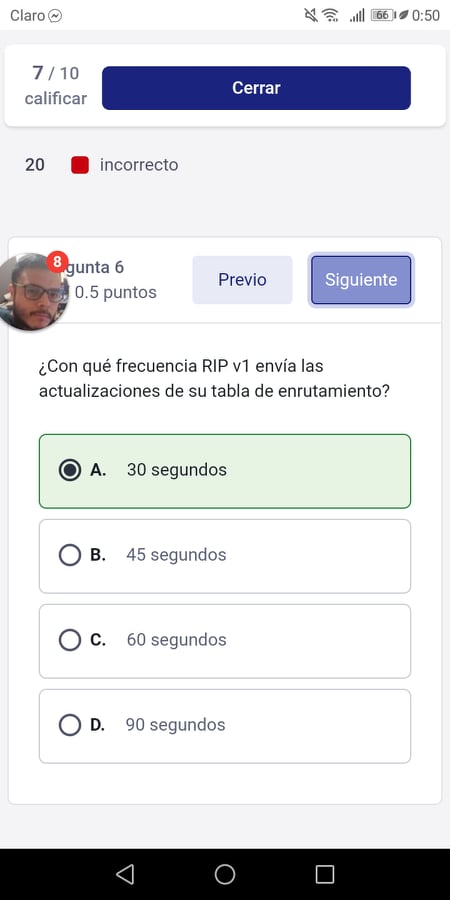 Claro 66 0:50
7 / 10
calificar
Cerrar
20 incorrecto
8
gunta 6
0.5 puntos
Previo
Siguiente
¿Con qué frecuencia RIP v1 envía las
actualizaciones de su tabla de enrutamiento?
A. 30 segundos
B. 45 segundos
C. 60 segundos
D. 90 segundos